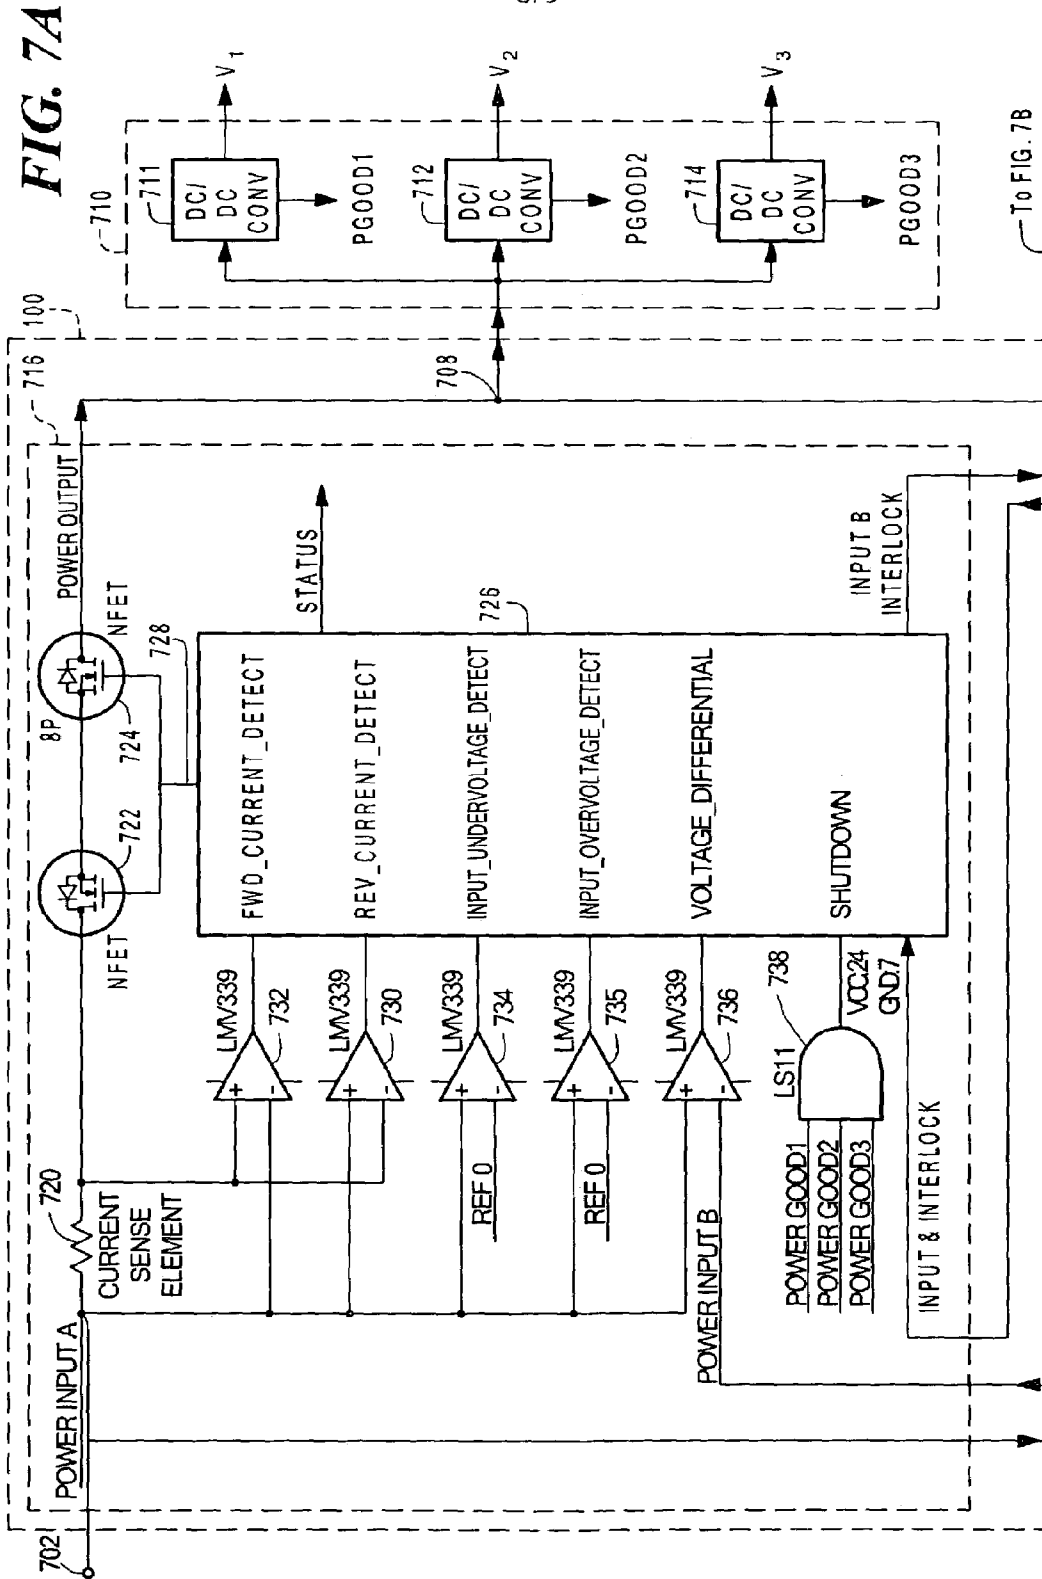 FIG. 7A
702
POWER INPUT A
720
CURRENT
SENSE
ELEMENT
NFET
722
8P
724
NFET
728
POWER OUTPUT
716
100
708
710
711
DC/
DC
CONV
V1
PGOOD1
712
DC/
DC
CONV
V2
PGOOD2
714
DC/
DC
CONV
V3
PGOOD3
LMV339
+
-
732
FWD_CURRENT_DETECT
STATUS
LMV339
+
-
730
REV_CURRENT_DETECT
REF 0
LMV339
+
-
734
INPUT_UNDERVOLTAGE_DETECT
726
REF 0
LMV339
+
-
735
INPUT_OVERVOLTAGE_DETECT
POWER INPUT B
LMV339
+
-
736
VOLTAGE_DIFFERENTIAL
POWER GOOD1
POWER GOOD2
POWER GOOD3
LS11
738
VCC:24
GND:7
SHUTDOWN
INPUT & INTERLOCK
INPUT B
INTERLOCK
To FIG. 7B